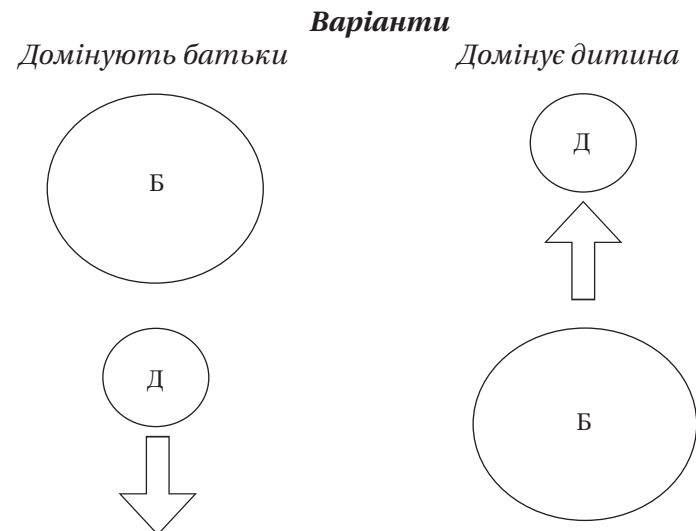 Варіанти
Домінують батьки
Домінує дитина
Б
Д
Д
Б